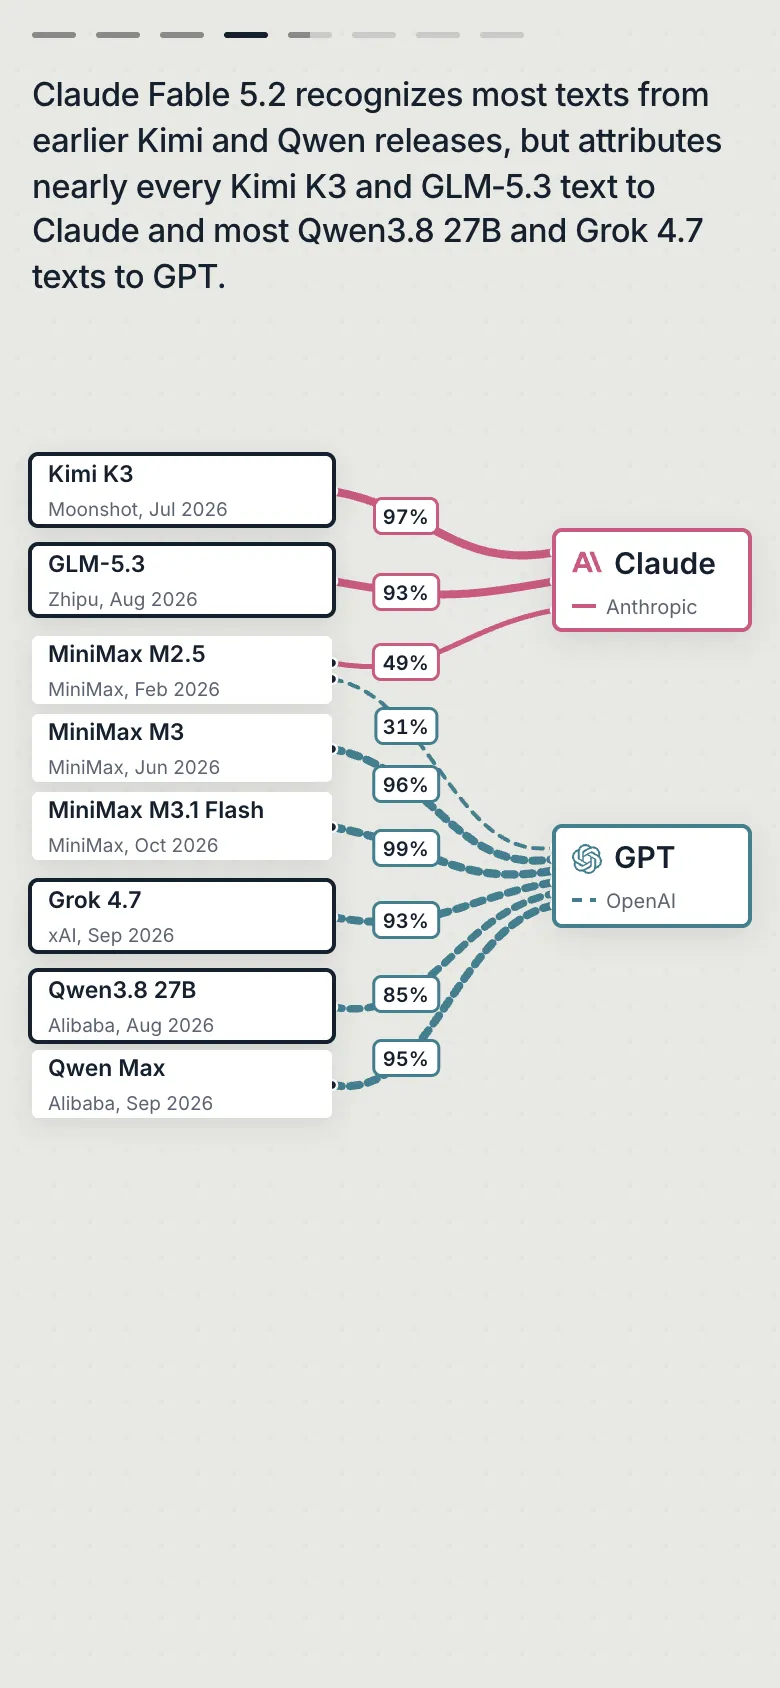 Claude Fable 5.2 recognizes most texts from
earlier Kimi and Qwen releases, but attributes
nearly every Kimi K3 and GLM-5.3 text to
Claude and most Qwen3.8 27B and Grok 4.7
texts to GPT.
Kimi K3
Moonshot, Jul 2026
97%
GLM-5.3
Zhipu, Aug 2026
93%
Claude
Anthropic
MiniMax M2.5
MiniMax, Feb 2026
49%
31%
MiniMax M3
MiniMax, Jun 2026
96%
MiniMax M3.1 Flash
MiniMax, Oct 2026
99%
GPT
OpenAI
Grok 4.7
xAI, Sep 2026
93%
Qwen3.8 27B
Alibaba, Aug 2026
85%
Qwen Max
Alibaba, Sep 2026
95%